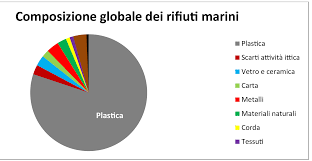 Composizione globale dei rifiuti marini
Plastica
Plastica
Scarti attività ittica
Vetro e ceramica
Carta
Metalli
Materiali naturali
Corda
Tessuti